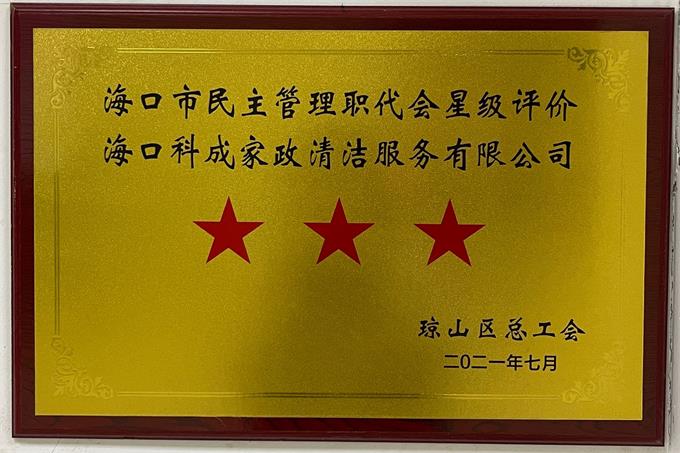 海口市民主管理职代会星级评价
海口科成家政清洁服务有限公司
琼山区总工会
二0二一年七月